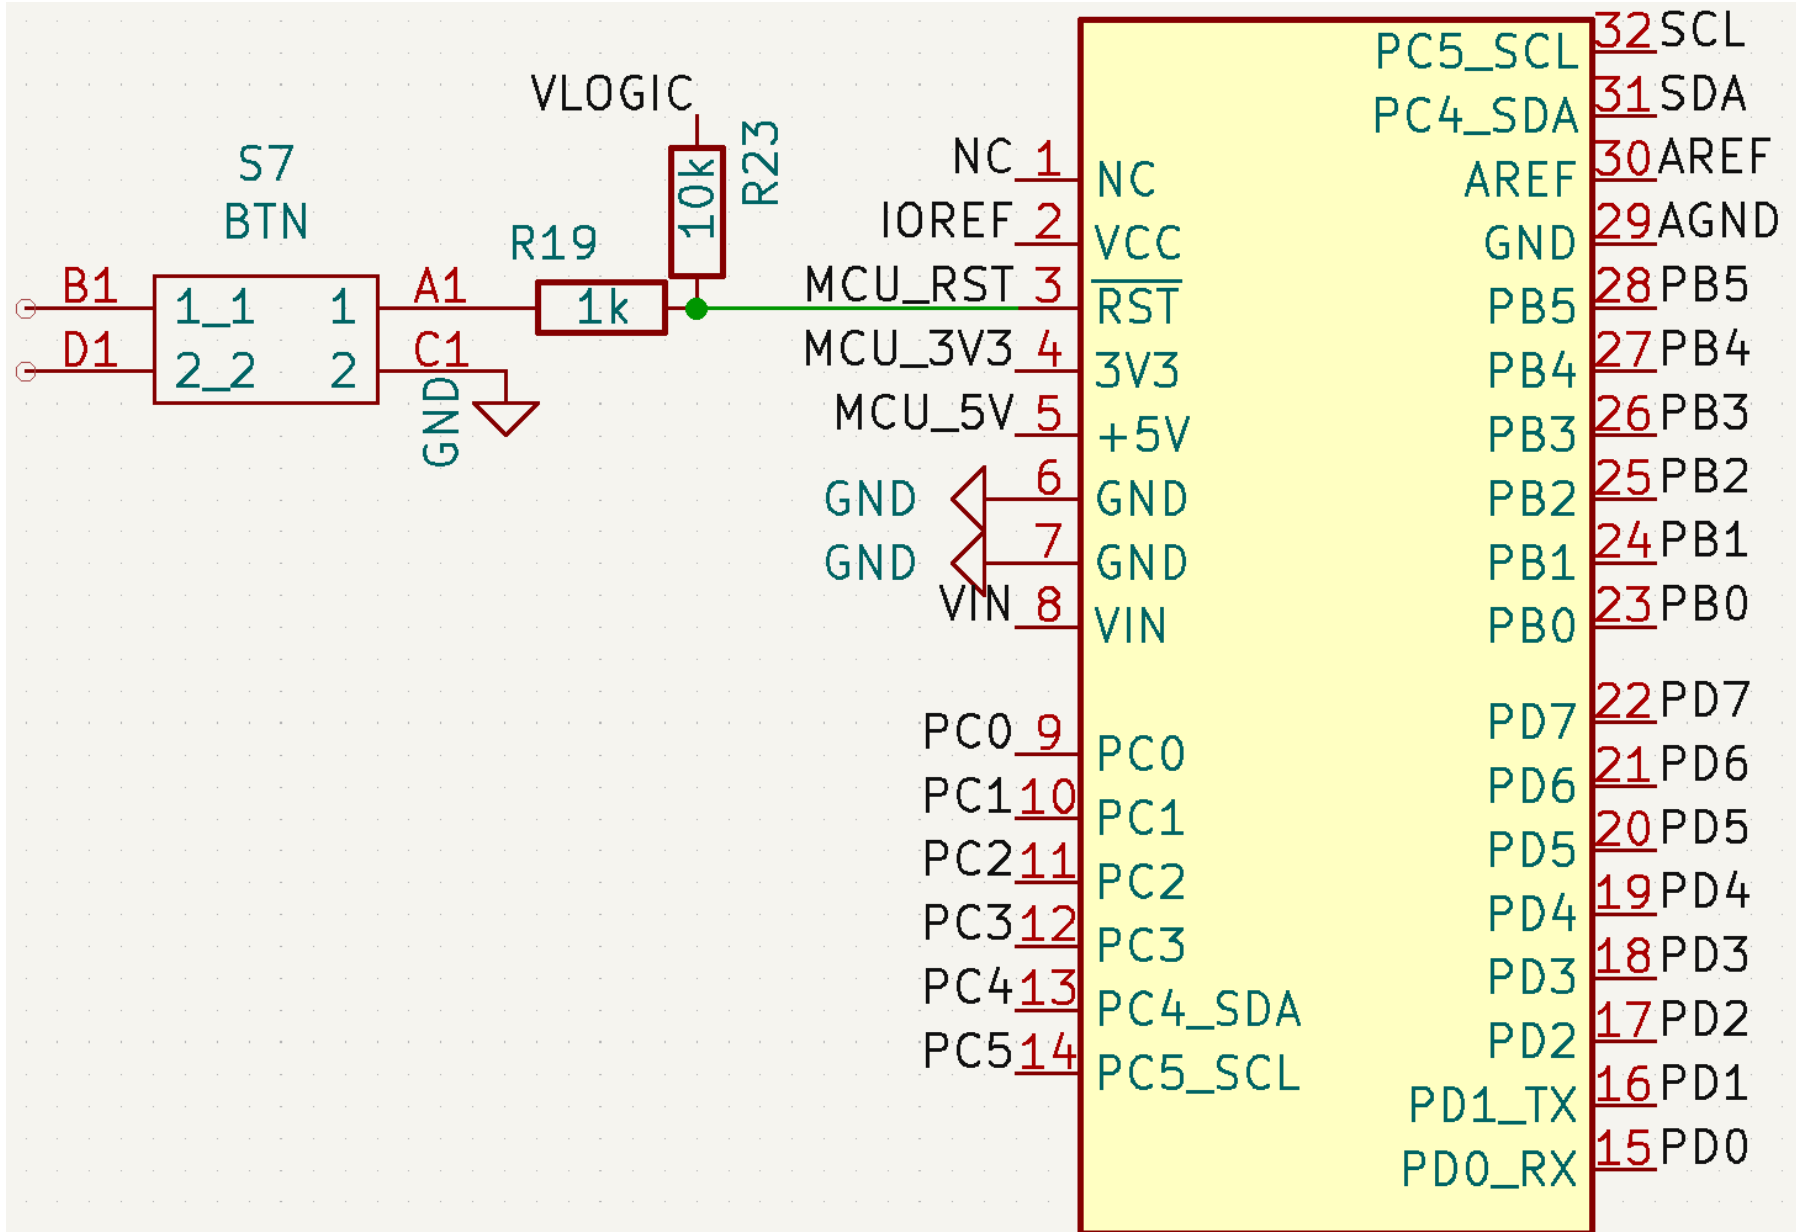 VLOGIC
10k
R23
S7
BTN
R19
1k
B1
D1
1_1
2_2
1
2
A1
C1
GND
NC 1 NC
IOREF 2 VCC
MCU_RST 3 RST
MCU_3V3 4 3V3
MCU_5V 5 +5V
GND 6 GND
GND 7 GND
VIN 8 VIN
PC0 9 PC0
PC1 10 PC1
PC2 11 PC2
PC3 12 PC3
PC4 13 PC4_SDA
PC5 14 PC5_SCL
PC5_SCL 32 SCL
PC4_SDA 31 SDA
AREF 30 AREF
GND 29 AGND
PB5 28 PB5
PB4 27 PB4
PB3 26 PB3
PB2 25 PB2
PB1 24 PB1
PB0 23 PB0
PD7 22 PD7
PD6 21 PD6
PD5 20 PD5
PD4 19 PD4
PD3 18 PD3
PD2 17 PD2
PD1_TX 16 PD1
PD0_RX 15 PD0